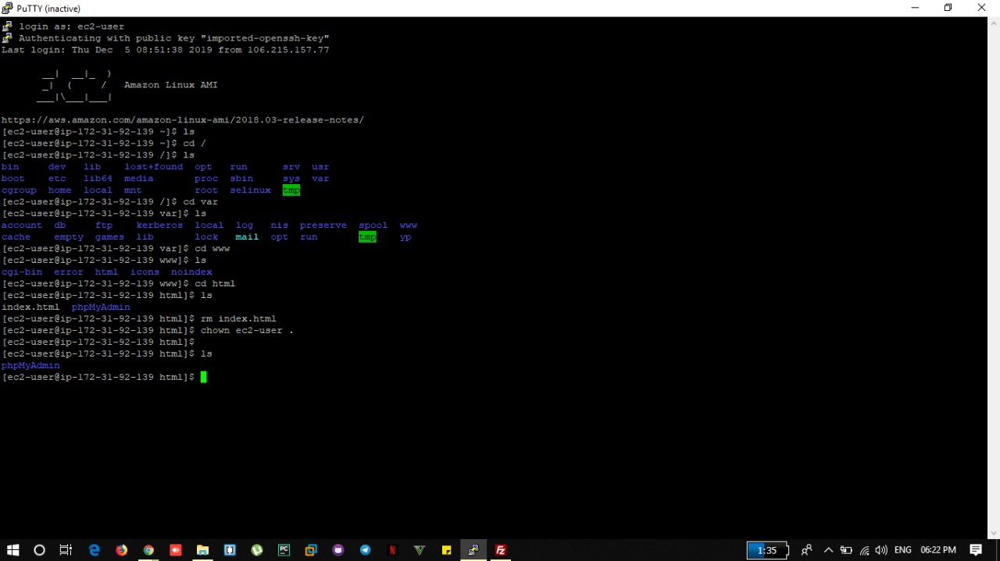 PuTTY (inactive)
login as: ec2-user
Authenticating with public key "imported-openssh-key"
Last login: Thu Dec  5 08:51:38 2019 from 106.215.157.77
__|  __|_  )
_|  (     /   Amazon Linux AMI
___|\___|___|
https://aws.amazon.com/amazon-linux-ami/2018.03-release-notes/
[ec2-user@ip-172-31-92-139 ~]$ ls
[ec2-user@ip-172-31-92-139 ~]$ cd /
[ec2-user@ip-172-31-92-139 /]$ ls
bin     dev   lib    lost+found  opt   run      srv  usr
boot    etc   lib64  media       proc  sbin     sys  var
cgroup  home  local  mnt         root  selinux  tmp
[ec2-user@ip-172-31-92-139 /]$ cd var
[ec2-user@ip-172-31-92-139 var]$ ls
account  db     ftp    kerberos  local  log   nis  preserve  spool  www
cache    empty  games  lib       lock   mail  opt  run       tmp    yp
[ec2-user@ip-172-31-92-139 var]$ cd www
[ec2-user@ip-172-31-92-139 www]$ ls
cgi-bin  error  html  icons  noindex
[ec2-user@ip-172-31-92-139 www]$ cd html
[ec2-user@ip-172-31-92-139 html]$ ls
index.html  phpMyAdmin
[ec2-user@ip-172-31-92-139 html]$ rm index.html
[ec2-user@ip-172-31-92-139 html]$ chown ec2-user .
[ec2-user@ip-172-31-92-139 html]$
[ec2-user@ip-172-31-92-139 html]$ ls
phpMyAdmin
[ec2-user@ip-172-31-92-139 html]$
PC N Fz 1:35 ENG 06:22 PM